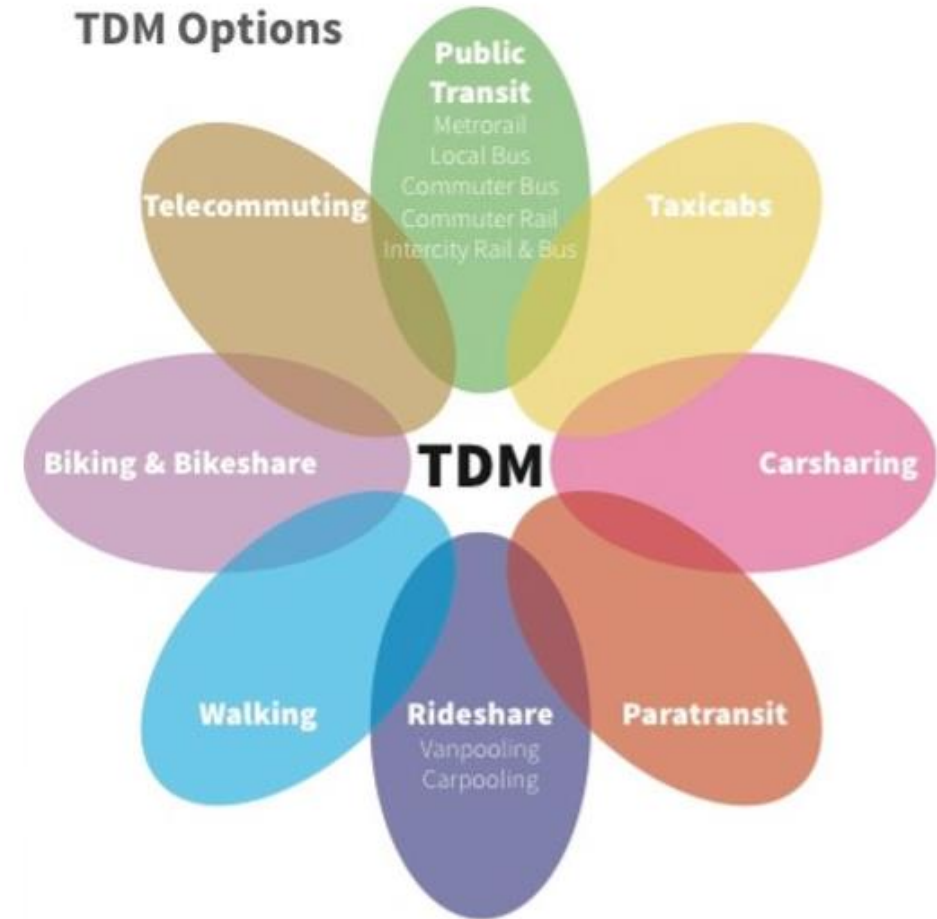 TDM Options
Public
Transit
Metrorail
Local Bus
Commuter Bus
Commuter Rail
Intercity Rail & Bus
Telecommuting
Taxicabs
Biking & Bikeshare
TDM
Carsharing
Walking
Rideshare
Vanpooling
Carpooling
Paratransit